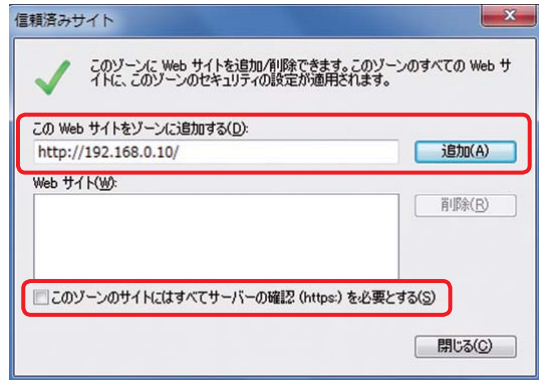 信頼済みサイト
このゾーンに Web サイトを追加/削除できます。このゾーンのすべての Web サ
イトに、このゾーンのセキュリティの設定が適用されます。
この Web サイトをゾーンに追加する(D):
http://192.168.0.10/
追加(A)
Web サイト(W):
削除(R)
このゾーンのサイトにはすべてサーバーの確認 (https:) を必要とする(S)
閉じる(C)